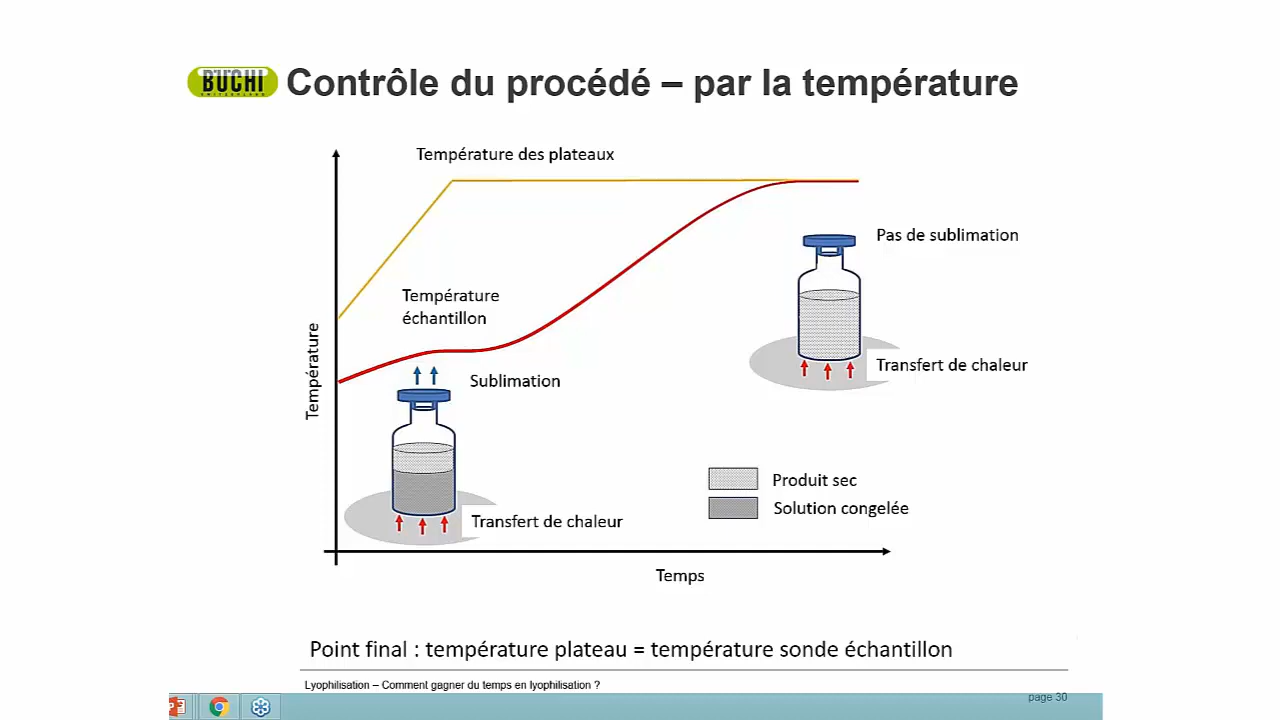 BÜCHI
SWITZERLAND
Contrôle du procédé – par la température
Température des plateaux
Pas de sublimation
Température
échantillon
Température
Transfert de chaleur
Sublimation
Produit sec
Solution congelée
Transfert de chaleur
Temps
Point final : température plateau = température sonde échantillon
Lyophilisation – Comment gagner du temps en lyophilisation ?
page 30